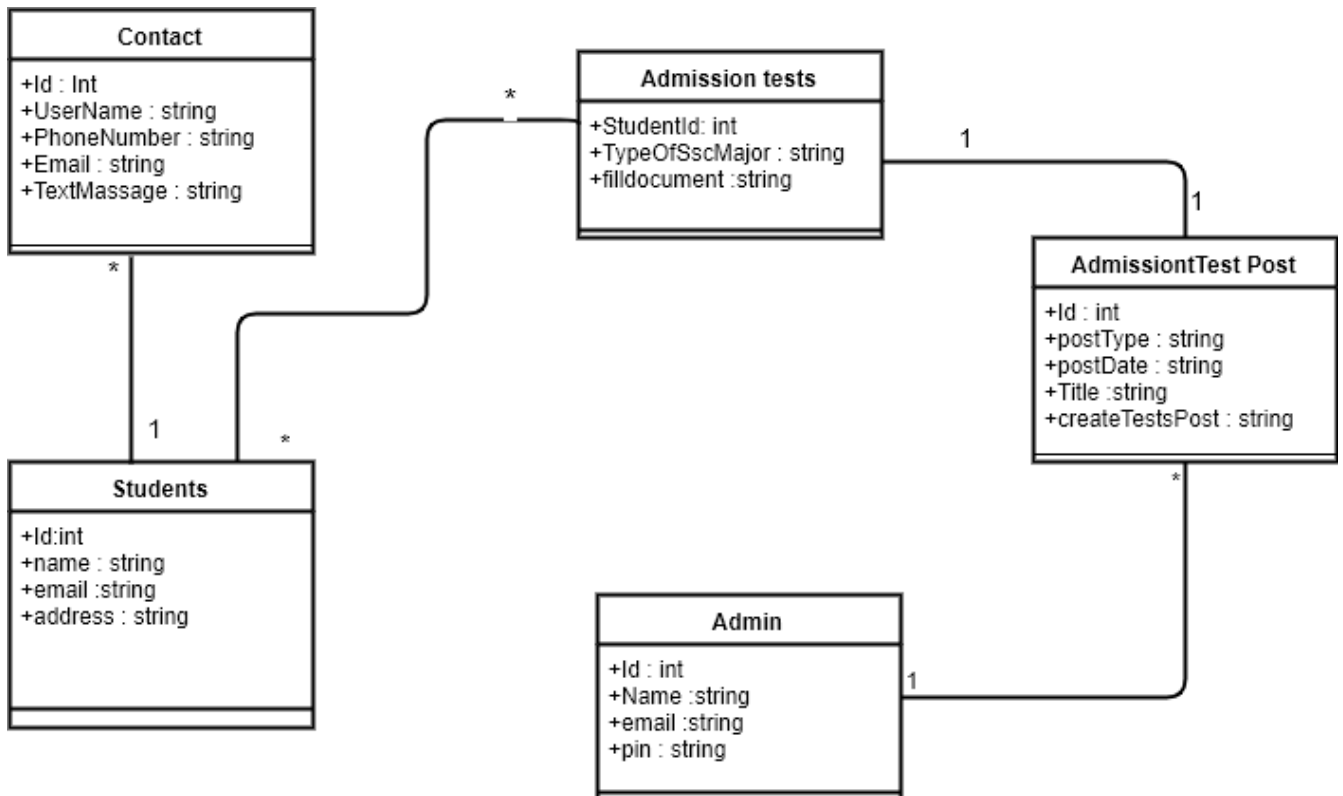 Contact
+Id : Int
+UserName : string
+PhoneNumber : string
+Email : string
+TextMassage : string
*
1
Students
+Id:int
+name : string
+email :string
+address : string
*
*
Admission tests
+StudentId: int
+TypeOfSscMajor : string
+filldocument :string
1
1
AdmissiontTest Post
+Id : int
+postType : string
+postDate : string
+Title :string
+createTestsPost : string
*
1
Admin
+Id : int
+Name :string
+email :string
+pin : string